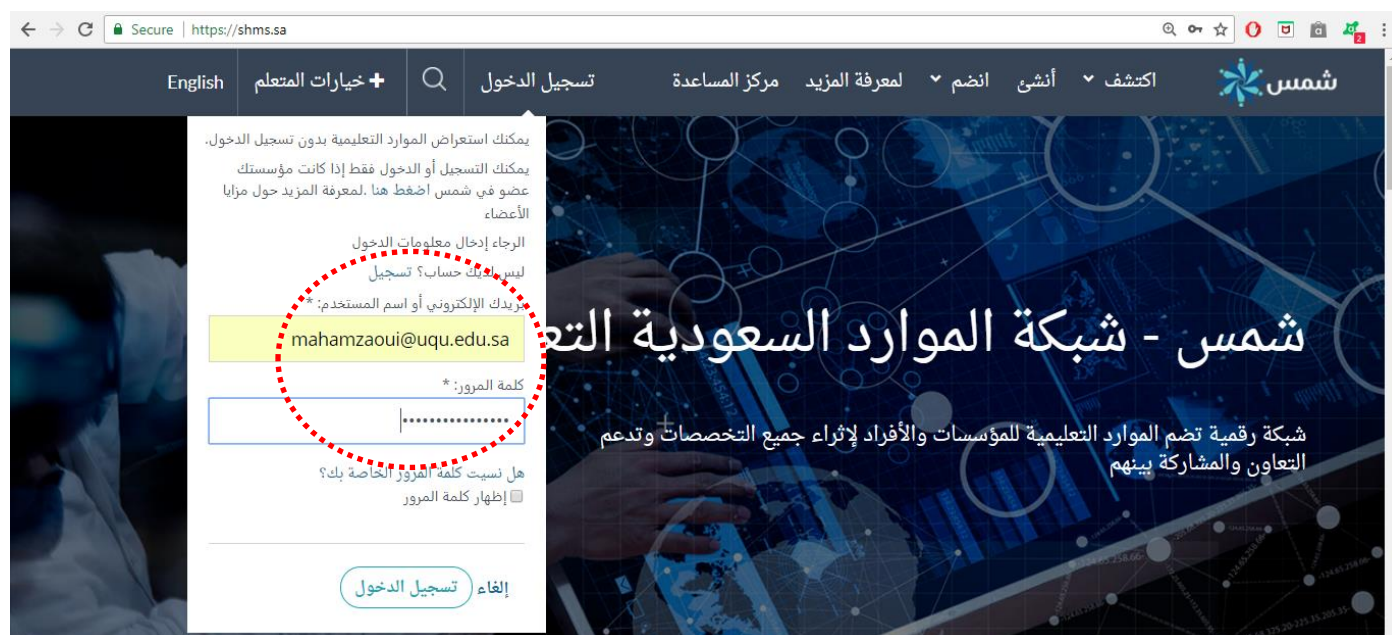 Secure | https://shms.sa
شمس
اكتشف
أنشئ
انضم
لمعرفة المزيد
مركز المساعدة
تسجيل الدخول
+ خيارات المتعلم
English
يمكنك استعراض الموارد التعليمية بدون تسجيل الدخول.
يمكنك التسجيل أو الدخول فقط إذا كانت مؤسستك
عضو في شمس اضغط هنا .لمعرفة المزيد حول مزايا
الأعضاء
الرجاء إدخال معلومات الدخول
ليس لديك حساب؟ تسجيل
بريدك الإلكتروني أو اسم المستخدم: *
mahamzaoui@uqu.edu.sa
كلمة المرور: *
هل نسيت كلمة المرور الخاصة بك؟
إظهار كلمة المرور
تسجيل الدخول
إلغاء
شمس - شبكة الموارد السعودية التع
شبكة رقمية تضم الموارد التعليمية للمؤسسات والأفراد لإثراء جميع التخصصات وتدعم
التعاون والمشاركة بينهم